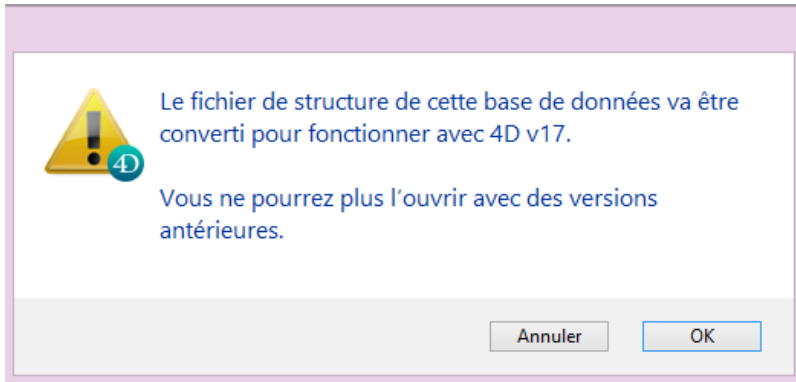 Le fichier de structure de cette base de données va être
converti pour fonctionner avec 4D v17.
Vous ne pourrez plus l'ouvrir avec des versions
antérieures.
4D
Annuler
OK